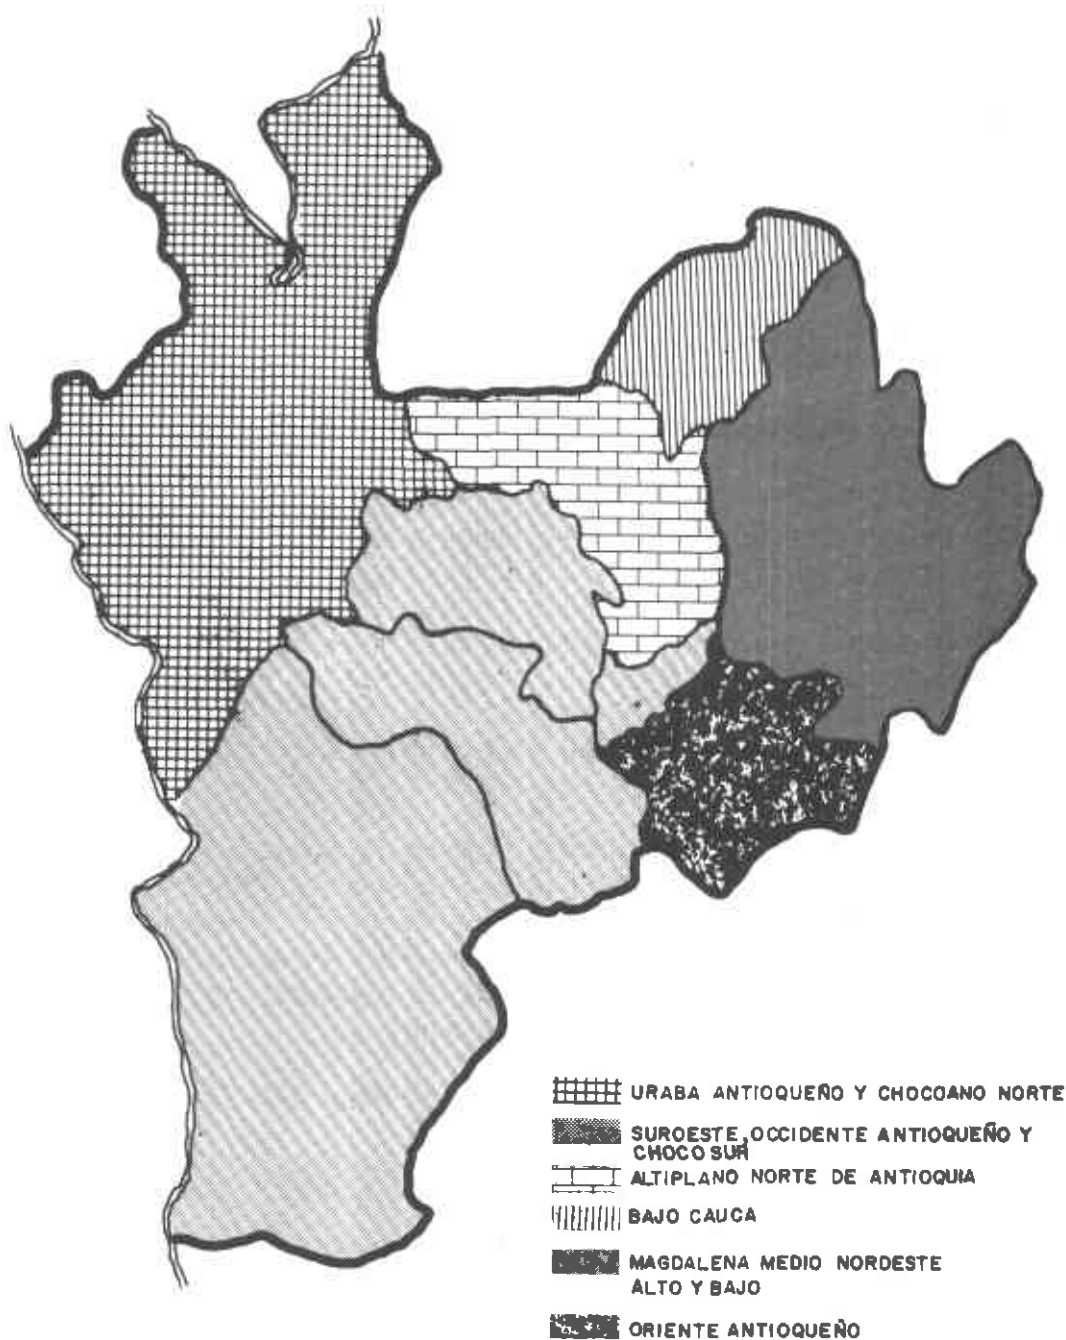 URABA ANTIOQUEÑO Y CHOCOANO NORTE
SUROESTE, OCCIDENTE ANTIOQUEÑO Y
CHOCO SUR
ALTIPLANO NORTE DE ANTIOQUIA
BAJO CAUCA
MAGDALENA MEDIO NORDESTE
ALTO Y BAJO
ORIENTE ANTIOQUEÑO